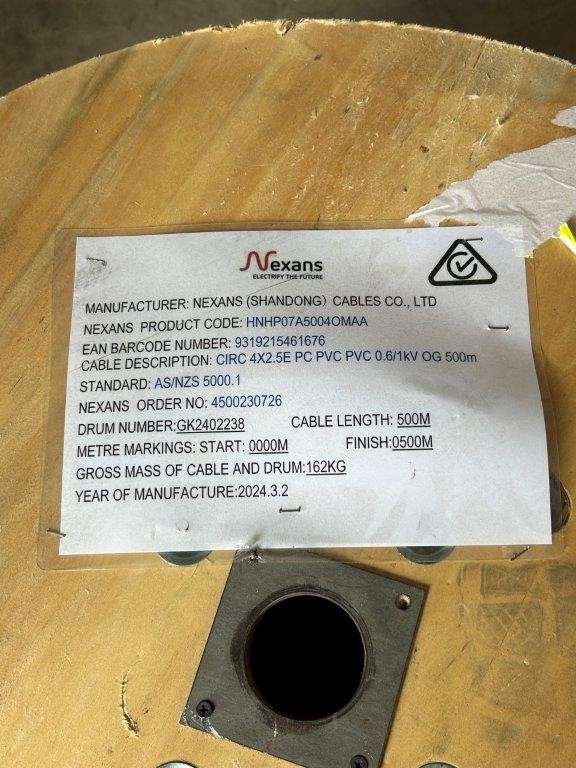 Nexans
ELECTRIFY THE FUTURE
MANUFACTURER: NEXANS (SHANDONG) CABLES CO., LTD
NEXANS PRODUCT CODE: HNHP07A5004OMAA
EAN BARCODE NUMBER: 9319215461676
CABLE DESCRIPTION: CIRC 4X2.5E PC PVC PVC 0.6/1kV OG 500m
STANDARD: AS/NZS 5000.1
NEXANS ORDER NO: 4500230726
DRUM NUMBER:GK2402238 CABLE LENGTH: 500M
METRE MARKINGS: START: 0000M FINISH:0500M
GROSS MASS OF CABLE AND DRUM:162KG
YEAR OF MANUFACTURE:2024.3.2